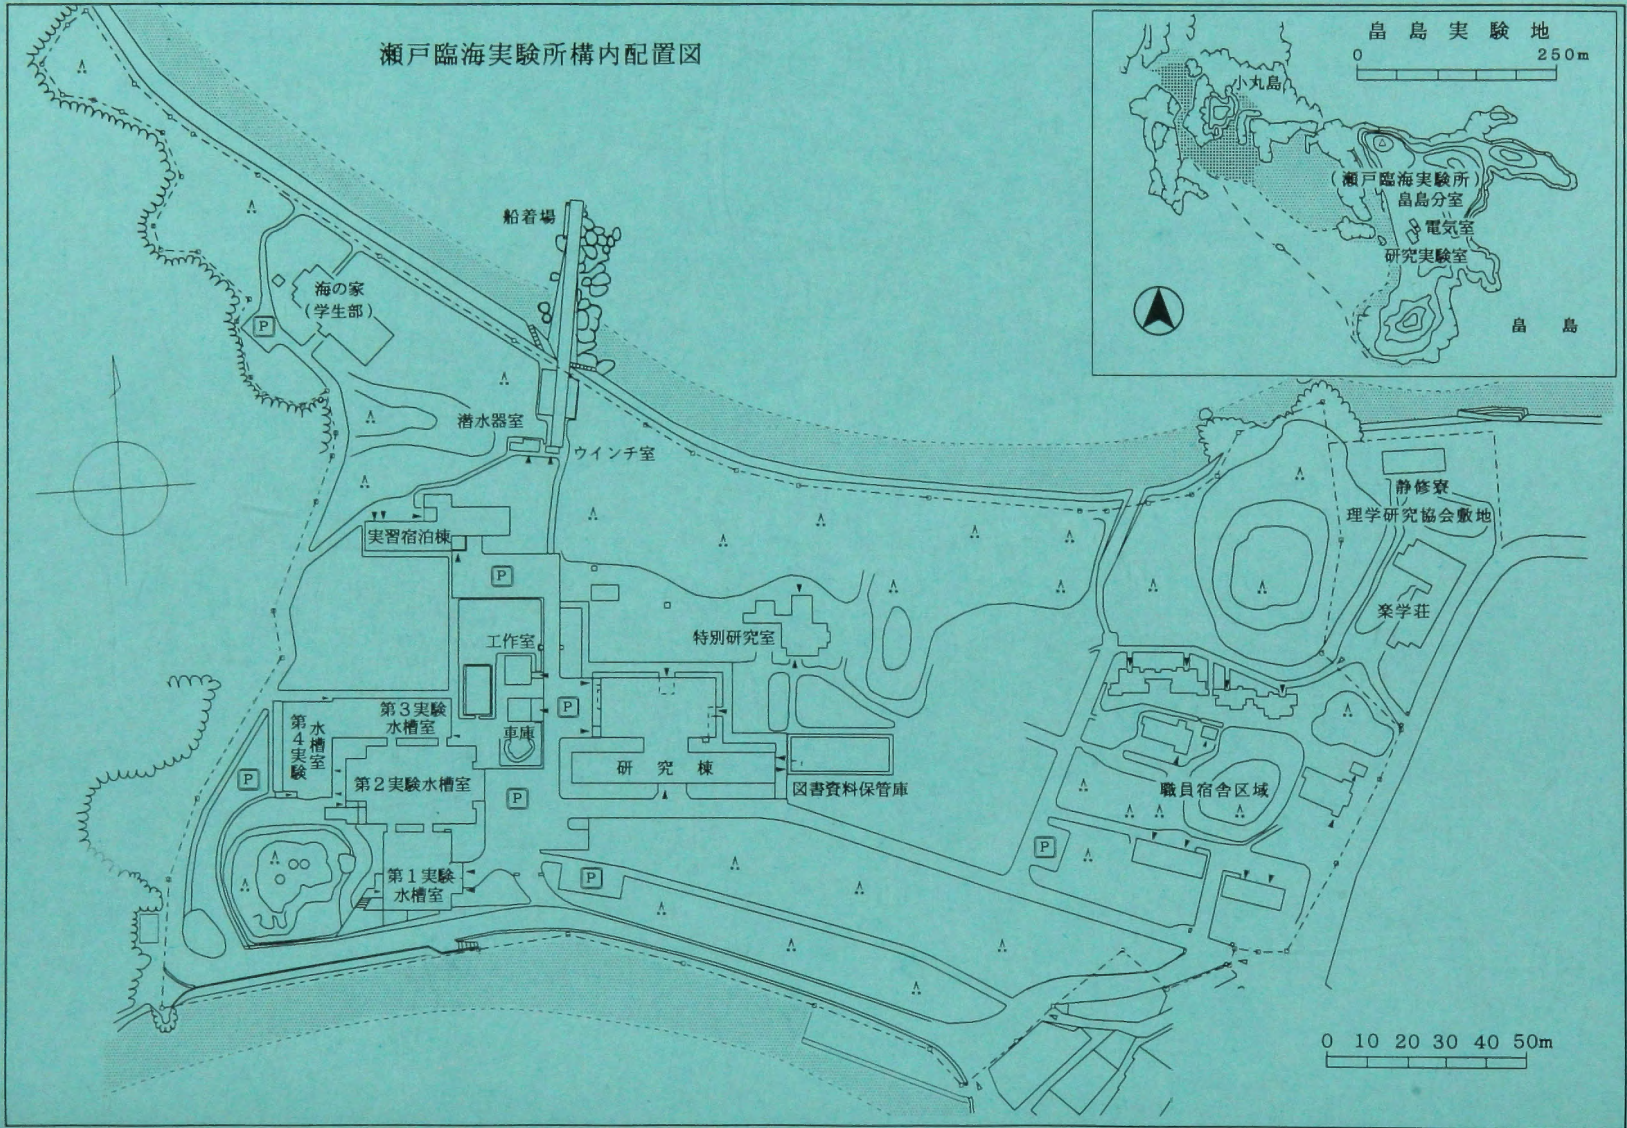 瀬戸臨海実験所構内配置図
畠島実験地
0 250m
小丸島
(瀬戸臨海実験所)
畠島分室
電気室
研究実験室
畠島
船着場
海の家
(学生部)
P
潜水器室
ウインチ室
静修寮
理学研究協会敷地
実習宿泊棟
P
楽学荘
工作室
特別研究室
第3実験
水槽室
第4実験
水槽室
P
車庫
第2実験水槽室
研究棟
P
P
図書資料保管庫
職員宿舎区域
P
第1実験
水槽室
P
0 10 20 30 40 50m